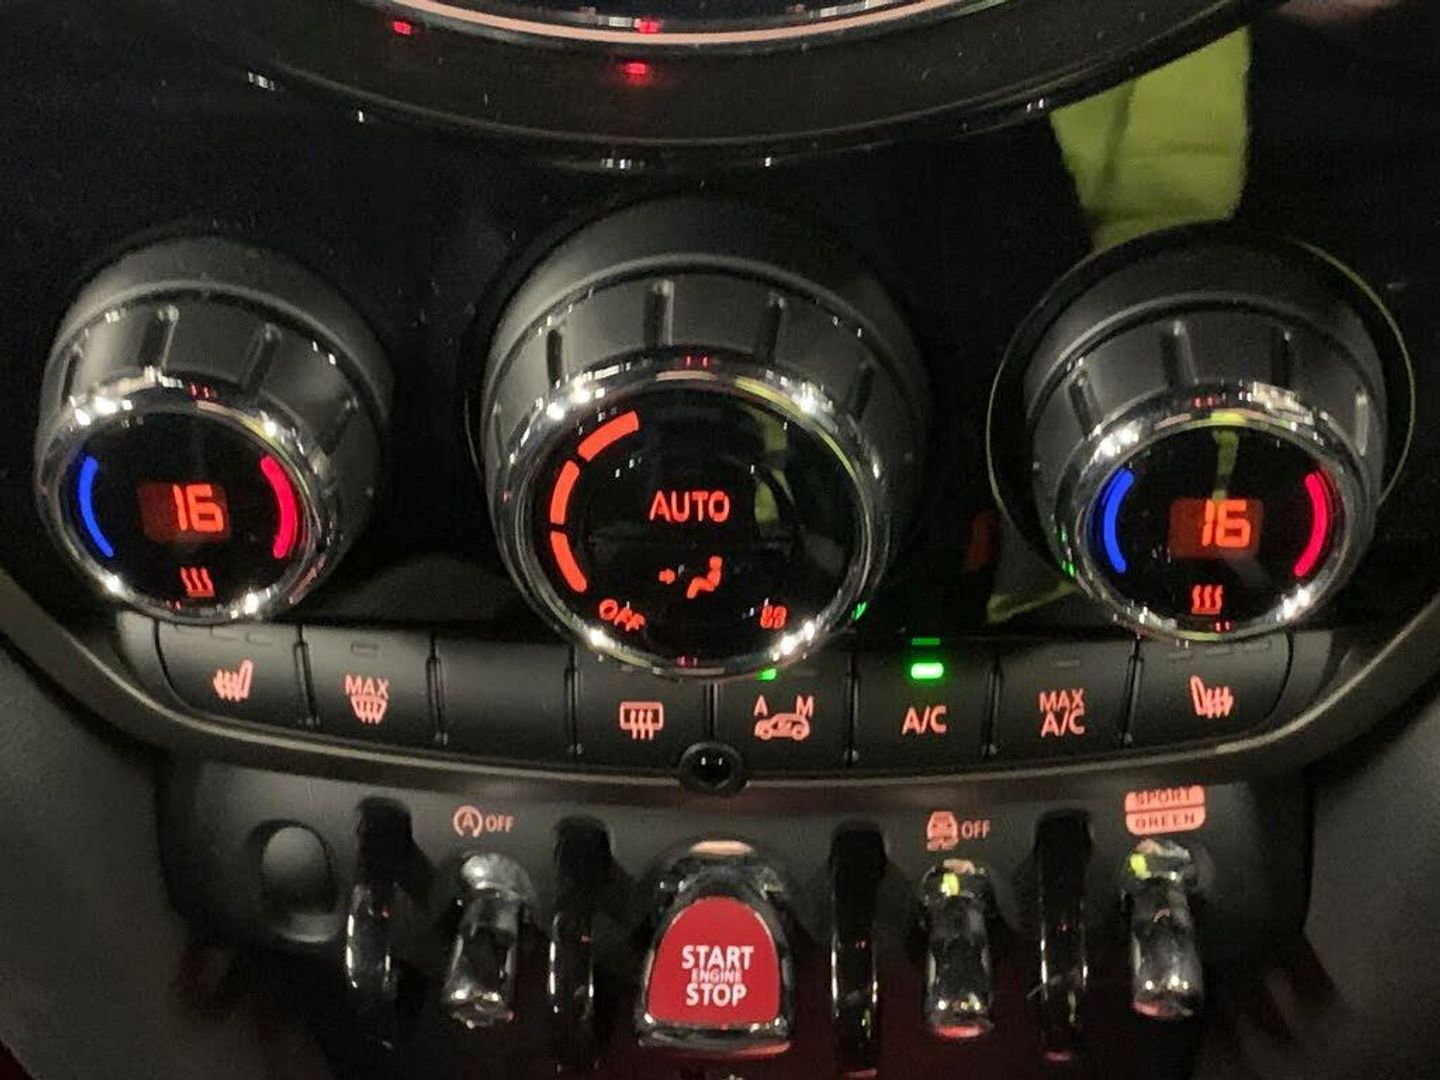 16
AUTO
OFF
16
MAX
A M
A/C
MAX
A/C
OFF
OFF
SPORT
GREEN
START
ENGINE
STOP